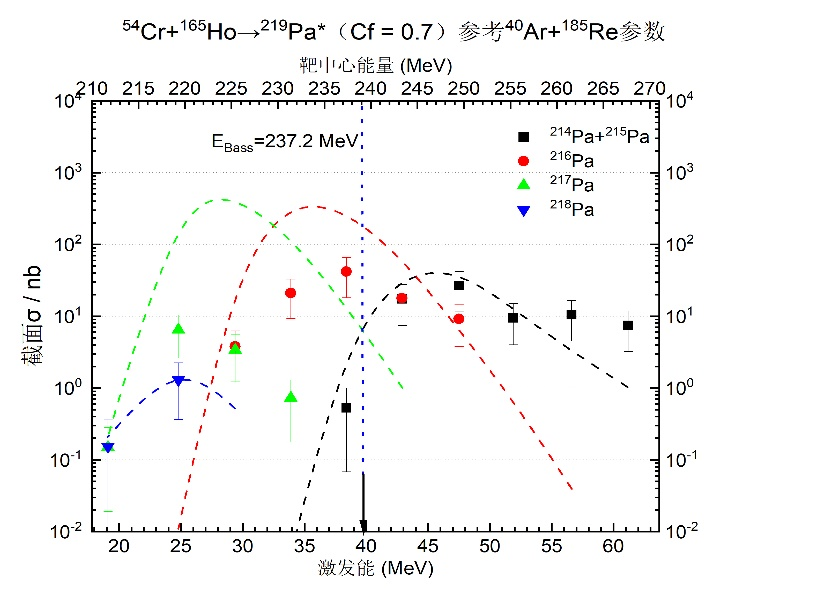 ⁵⁴Cr+¹⁶⁵Ho→²¹⁹Pa*（Cf = 0.7）参考⁴⁰Ar+¹⁸⁵Re参数
靶中心能量 (MeV)
210 215 220 225 230 235 240 245 250 255 260 265 270
10⁴ 10⁴
E_Bass=237.2 MeV
²¹⁴Pa+²¹⁵Pa
²¹⁶Pa
²¹⁷Pa
²¹⁸Pa
10³ 10³
10² 10²
10¹ 10¹
10⁰ 10⁰
10⁻¹ 10⁻¹
10⁻² 10⁻²
截面σ / nb
20 25 30 35 40 45 50 55 60
激发能 (MeV)